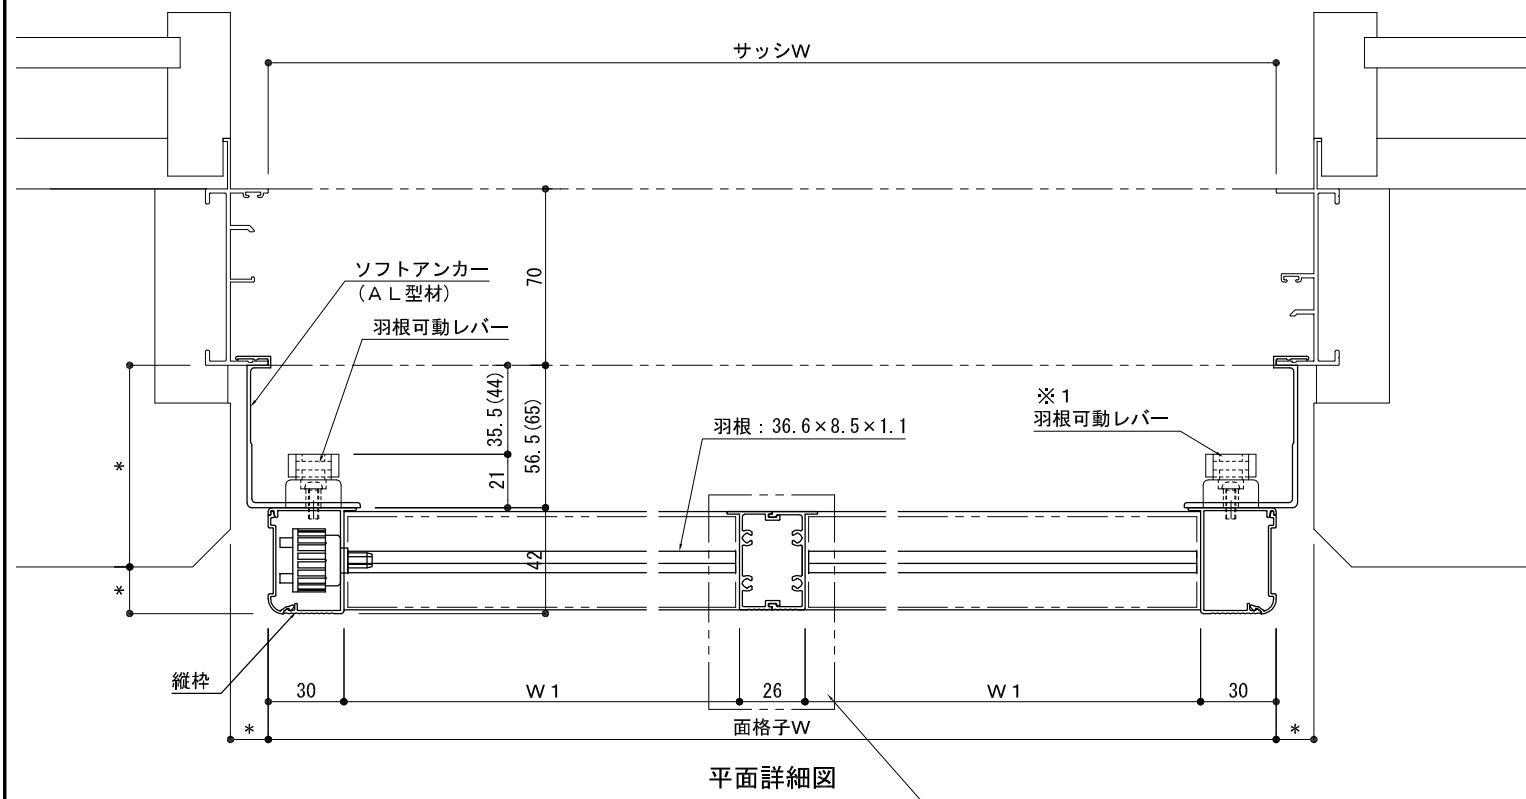 サッシW
ソフトアンカー
（ＡＬ型材）
羽根可動レバー
70
35.5(44)
56.5(65)
21
42
羽根：36.6×8.5×1.1
※１
羽根可動レバー
*
*
縦枠
30
W1
26
W1
30
*
面格子W
*
平面詳細図